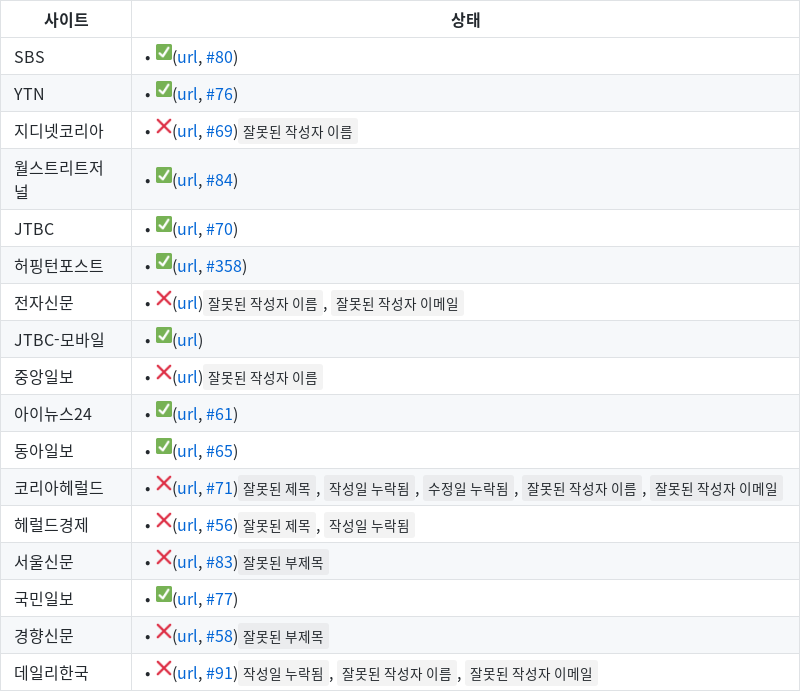 사이트 상태
SBS • ✅(url, #80)
YTN • ✅(url, #76)
지디넷코리아 • ❌(url, #69) 잘못된 작성자 이름
월스트리트저
널 • ✅(url, #84)
JTBC • ✅(url, #70)
허핑턴포스트 • ✅(url, #358)
전자신문 • ❌(url) 잘못된 작성자 이름 , 잘못된 작성자 이메일
JTBC-모바일 • ✅(url)
중앙일보 • ❌(url) 잘못된 작성자 이름
아이뉴스24 • ✅(url, #61)
동아일보 • ✅(url, #65)
코리아헤럴드 • ❌(url, #71) 잘못된 제목 , 작성일 누락됨 , 수정일 누락됨 , 잘못된 작성자 이름 , 잘못된 작성자 이메일
헤럴드경제 • ❌(url, #56) 잘못된 제목 , 작성일 누락됨
서울신문 • ❌(url, #83) 잘못된 부제목
국민일보 • ✅(url, #77)
경향신문 • ❌(url, #58) 잘못된 부제목
데일리한국 • ❌(url, #91) 작성일 누락됨 , 잘못된 작성자 이름 , 잘못된 작성자 이메일